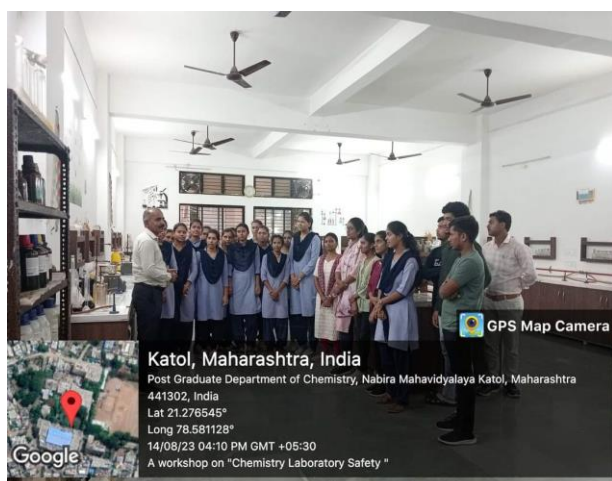 GPS Map Camera
Katol, Maharashtra, India
Post Graduate Department of Chemistry, Nabira Mahavidyalaya Katol, Maharashtra
441302, India
Lat 21.276545°
Long 78.581128°
14/08/23 04:10 PM GMT +05:30
A workshop on "Chemistry Laboratory Safety "
Google